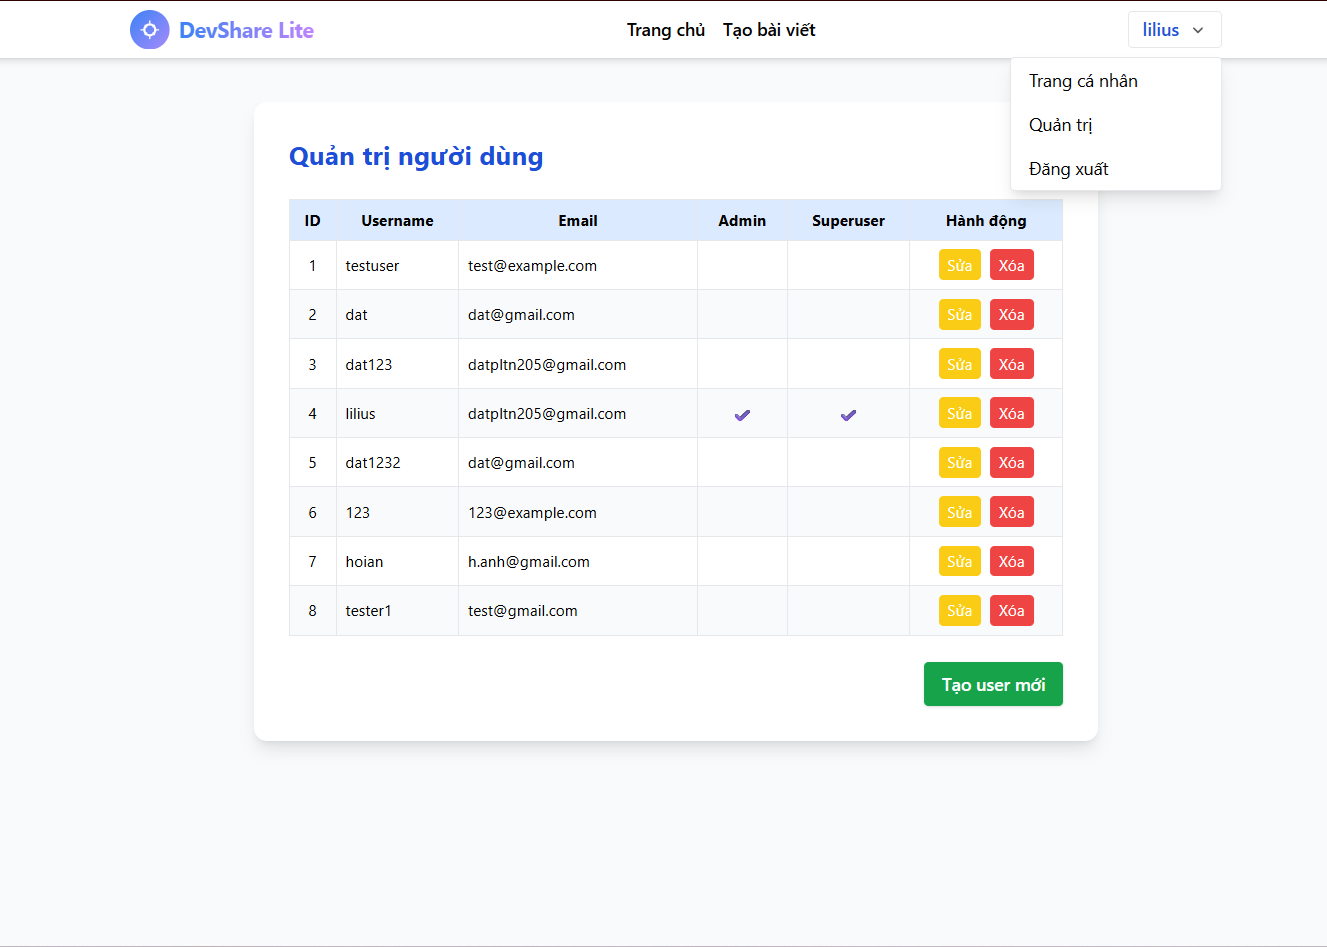 DevShare Lite Trang chủ Tạo bài viết lilius
Trang cá nhân
Quản trị
Đăng xuất
Quản trị người dùng
ID Username Email Admin Superuser Hành động
1 testuser test@example.com Sửa Xóa
2 dat dat@gmail.com Sửa Xóa
3 dat123 datpltn205@gmail.com Sửa Xóa
4 lilius datpltn205@gmail.com ✔ ✔ Sửa Xóa
5 dat1232 dat@gmail.com Sửa Xóa
6 123 123@example.com Sửa Xóa
7 hoian h.anh@gmail.com Sửa Xóa
8 tester1 test@gmail.com Sửa Xóa
Tạo user mới